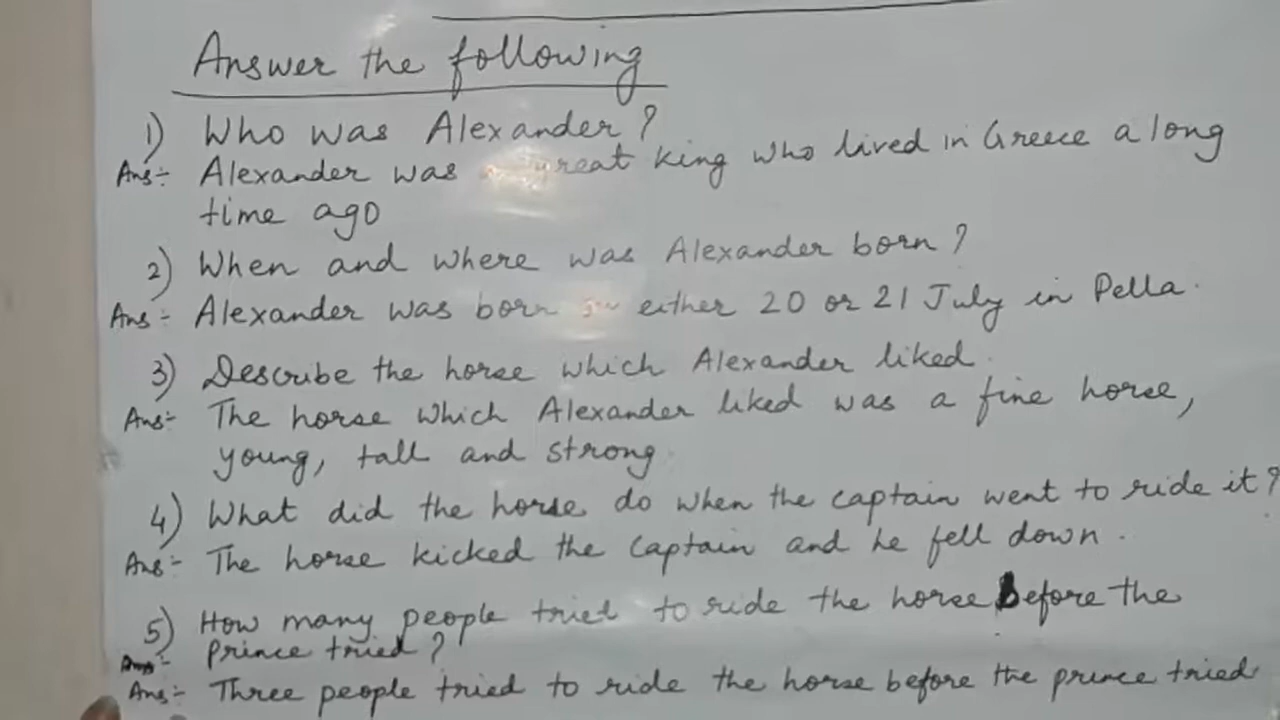 Answer the following
1) Who was Alexander?
Ans:- Alexander was a great king who lived in Greece a long
time ago
2) When and where was Alexander born?
Ans:- Alexander was born on either 20 or 21 July in Pella.
3) Describe the horse which Alexander liked.
Ans:- The horse which Alexander liked was a fine horse,
young, tall and strong
4) What did the horse do when the captain went to ride it?
Ans:- The horse kicked the captain and he fell down.
5) How many people tried to ride the horse before the
Prince tried?
Ans:- Three people tried to ride the horse before the prince tried